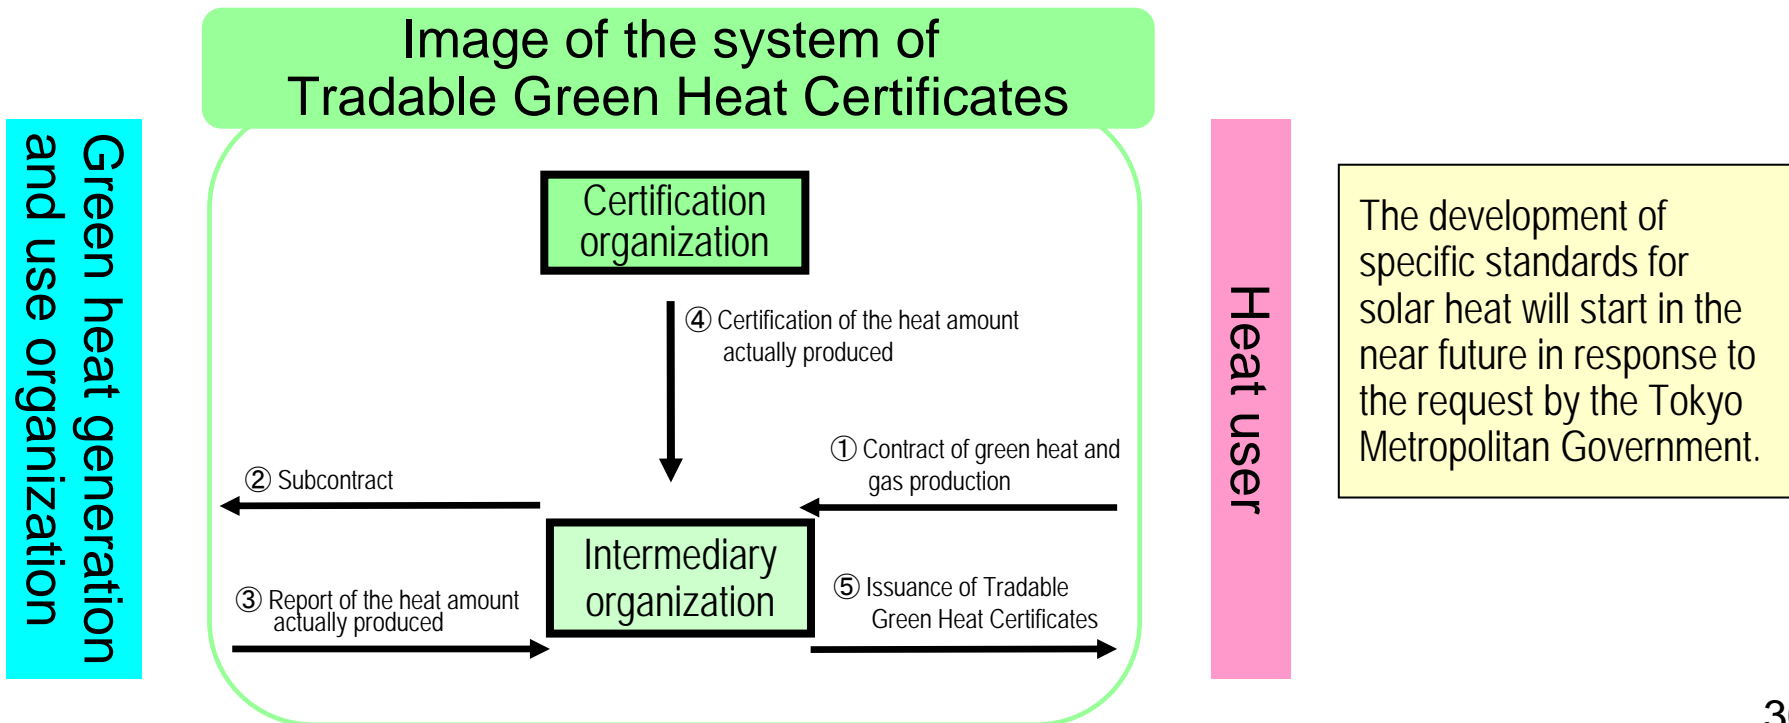 Image of the system of
Tradable Green Heat Certificates
Green heat generation
and use organization
Certification
organization
④ Certification of the heat amount
actually produced
① Contract of green heat and
gas production
② Subcontract
Intermediary
organization
③ Report of the heat amount
actually produced
⑤ Issuance of Tradable
Green Heat Certificates
Heat user
The development of
specific standards for
solar heat will start in the
near future in response to
the request by the Tokyo
Metropolitan Government.